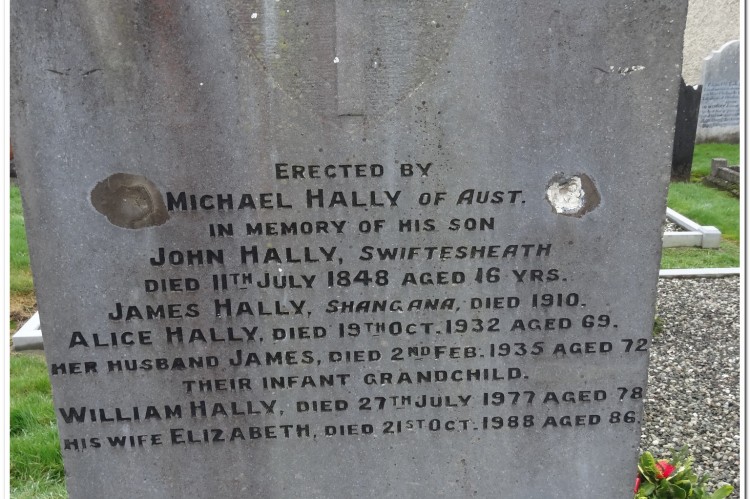 ERECTED BY
MICHAEL HALLY OF AUST.
IN MEMORY OF HIS SON
JOHN HALLY, SWIFTESHEATH
DIED 11TH JULY 1848 AGED 16 YRS.
JAMES HALLY, SHANGANA, DIED 1910.
ALICE HALLY, DIED 19TH OCT. 1932 AGED 69.
HER HUSBAND JAMES, DIED 2ND FEB. 1935 AGED 72
THEIR INFANT GRANDCHILD.
WILLIAM HALLY, DIED 27TH JULY 1977 AGED 78
HIS WIFE ELIZABETH, DIED 21ST OCT. 1988 AGED 86.